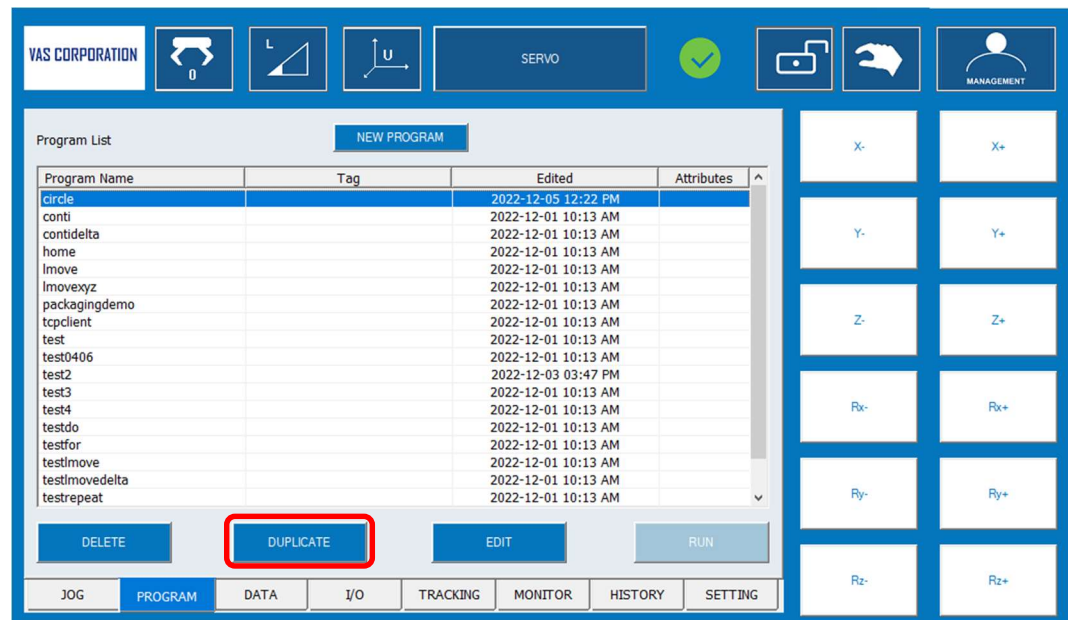 VAS CORPORATION
0
L
U
SERVO
MANAGEMENT
Program List
NEW PROGRAM
Program Name Tag Edited Attributes
circle 2022-12-05 12:22 PM
conti 2022-12-01 10:13 AM
contidelta 2022-12-01 10:13 AM
home 2022-12-01 10:13 AM
lmove 2022-12-01 10:13 AM
lmovexyz 2022-12-01 10:13 AM
packagingdemo 2022-12-01 10:13 AM
tcpclient 2022-12-01 10:13 AM
test 2022-12-01 10:13 AM
test0406 2022-12-01 10:13 AM
test2 2022-12-03 03:47 PM
test3 2022-12-01 10:13 AM
test4 2022-12-01 10:13 AM
testdo 2022-12-01 10:13 AM
testfor 2022-12-01 10:13 AM
testlmove 2022-12-01 10:13 AM
testlmovedelta 2022-12-01 10:13 AM
testrepeat 2022-12-01 10:13 AM
DELETE DUPLICATE EDIT RUN
JOG PROGRAM DATA I/O TRACKING MONITOR HISTORY SETTING
X- X+
Y- Y+
Z- Z+
Rx- Rx+
Ry- Ry+
Rz- Rz+